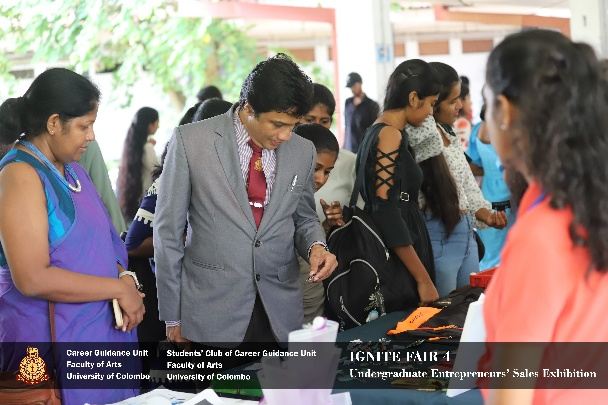 Career Guidance Unit
Faculty of Arts
University of Colombo
Students' Club of Career Guidance Unit
Faculty of Arts
University of Colombo
IGNITE FAIR 4
Undergraduate Entrepreneurs' Sales Exhibition